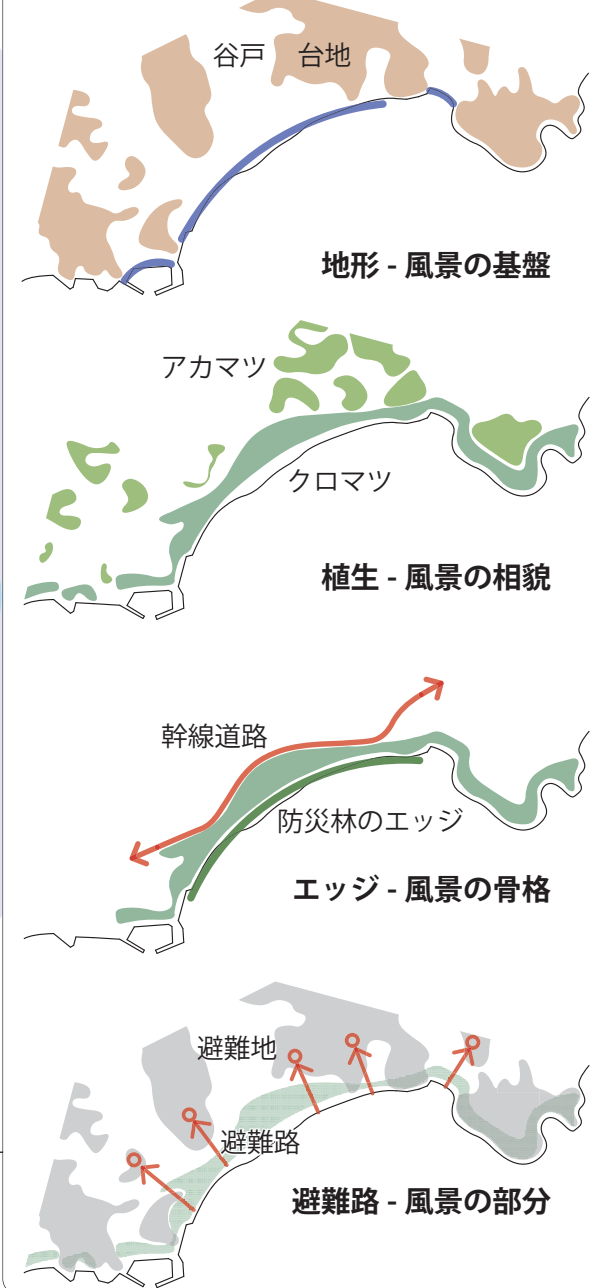 谷戸 台地
地形 - 風景の基盤
アカマツ
クロマツ
植生 - 風景の相貌
幹線道路
防災林のエッジ
エッジ - 風景の骨格
避難地
避難路
避難路 - 風景の部分